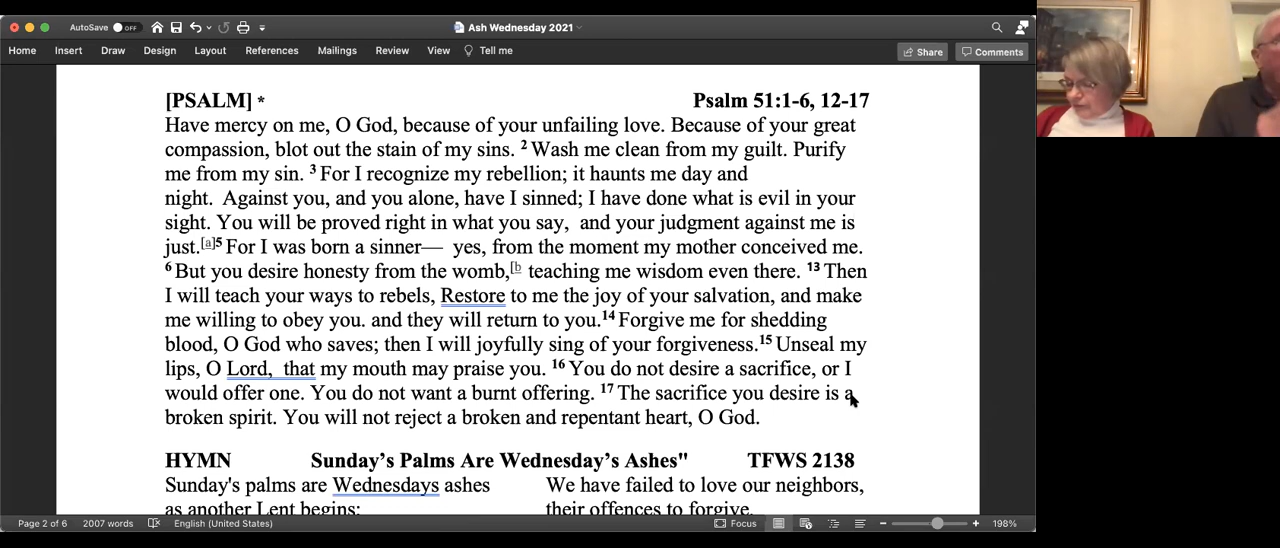 AutoSave OFF
Ash Wednesday 2021
Home Insert Draw Design Layout References Mailings Review View Tell me Share Comments
[PSALM] * Psalm 51:1-6, 12-17
Have mercy on me, O God, because of your unfailing love. Because of your great
compassion, blot out the stain of my sins. 2 Wash me clean from my guilt. Purify
me from my sin. 3 For I recognize my rebellion; it haunts me day and
night. Against you, and you alone, have I sinned; I have done what is evil in your
sight. You will be proved right in what you say, and your judgment against me is
just.[a]5 For I was born a sinner— yes, from the moment my mother conceived me.
6 But you desire honesty from the womb,[b teaching me wisdom even there. 13 Then
I will teach your ways to rebels, Restore to me the joy of your salvation, and make
me willing to obey you. and they will return to you.14 Forgive me for shedding
blood, O God who saves; then I will joyfully sing of your forgiveness.15 Unseal my
lips, O Lord, that my mouth may praise you. 16 You do not desire a sacrifice, or I
would offer one. You do not want a burnt offering. 17 The sacrifice you desire is a
broken spirit. You will not reject a broken and repentant heart, O God.
HYMN Sunday's Palms Are Wednesday's Ashes" TFWS 2138
Sunday's palms are Wednesdays ashes
as another Lent begins;
We have failed to love our neighbors,
their offences to forgive,
Page 2 of 6 2007 words English (United States) Focus 198%